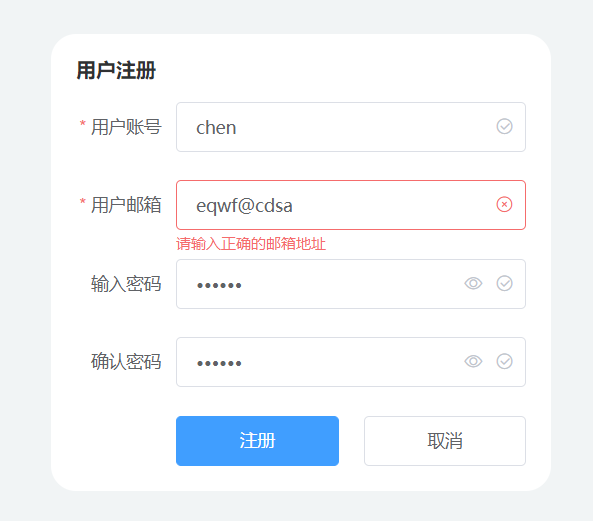 用户注册
* 用户账号 chen
* 用户邮箱 eqwf@cdsa
请输入正确的邮箱地址
输入密码 ••••••
确认密码 ••••••
注册 取消